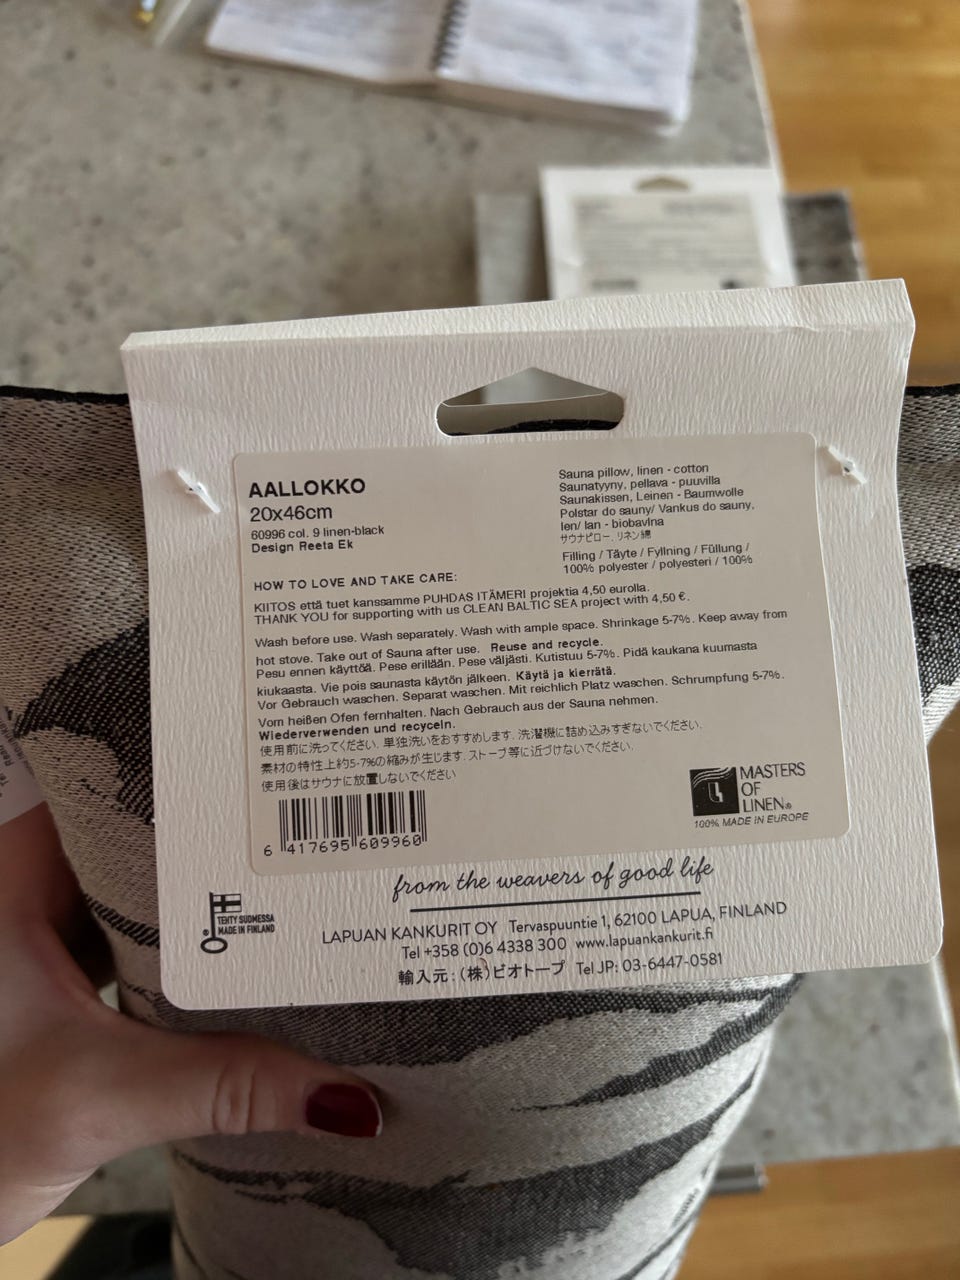 AALLOKKO
20x46cm
60996 col. 9 linen-black
Design Reeta Ek
Sauna pillow, linen - cotton
Saunatyyny, pellava - puuvilla
Saunakissen, Leinen - Baumwolle
Polstar do sauny/ Vankus do sauny,
len/ lan - biobavlna
サウナピロー, リネン綿
Filling / Täyte / Fyllning / Füllung /
100% polyester / polyesteri / 100%
HOW TO LOVE AND TAKE CARE:
KIITOS että tuet kanssamme PUHDAS ITÄMERI projektia 4,50 eurolla.
THANK YOU for supporting with us CLEAN BALTIC SEA project with 4,50 €.
Wash before use. Wash separately. Wash with ample space. Shrinkage 5-7%. Keep away from
hot stove. Take out of Sauna after use. Reuse and recycle.
Pesu ennen käyttöä. Pese erillään. Pese väljästi. Kutistuu 5-7%. Pidä kaukana kuumasta
kiukaasta. Vie pois saunasta käytön jälkeen. Käytä ja kierrätä.
Vor Gebrauch waschen. Separat waschen. Mit reichlich Platz waschen. Schrumpfung 5-7%.
Vom heißen Ofen fernhalten. Nach Gebrauch aus der Sauna nehmen.
Wiederverwenden und recyceln.
使用前に洗ってください. 単独洗いをおすすめします. 洗濯機に詰め込みすぎないでください.
素材の特性上約5-7%の縮みが生じます. ストーブ等に近づけないでください.
使用後はサウナに放置しないでください
6 417695 609960
MASTERS
OF
LINEN®
100% MADE IN EUROPE
from the weavers of good life
® TEHTY SUOMESSA
MADE IN FINLAND
LAPUAN KANKURIT OY Tervaspuuntie 1, 62100 LAPUA, FINLAND
Tel +358 (0)6 4338 300 www.lapuankankurit.fi
輸入元:(株)ビオトープ Tel JP: 03-6447-0581